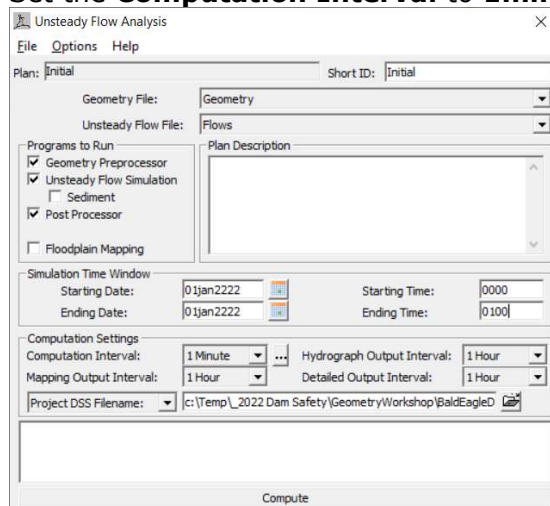 Set the Computation Interval to 1min
Unsteady Flow Analysis
File Options Help
Plan: Initial Short ID: Initial
Geometry File: Geometry
Unsteady Flow File: Flows
Programs to Run Plan Description
Geometry Preprocessor
Unsteady Flow Simulation
Sediment
Post Processor
Floodplain Mapping
Simulation Time Window
Starting Date: 01jan2222 Starting Time: 0000
Ending Date: 01jan2222 Ending Time: 0100
Computation Settings
Computation Interval: 1 Minute ... Hydrograph Output Interval: 1 Hour
Mapping Output Interval: 1 Hour Detailed Output Interval: 1 Hour
Project DSS Filename: c:\Temp\_2022 Dam Safety\GeometryWorkshop\BaldEagleD
Compute